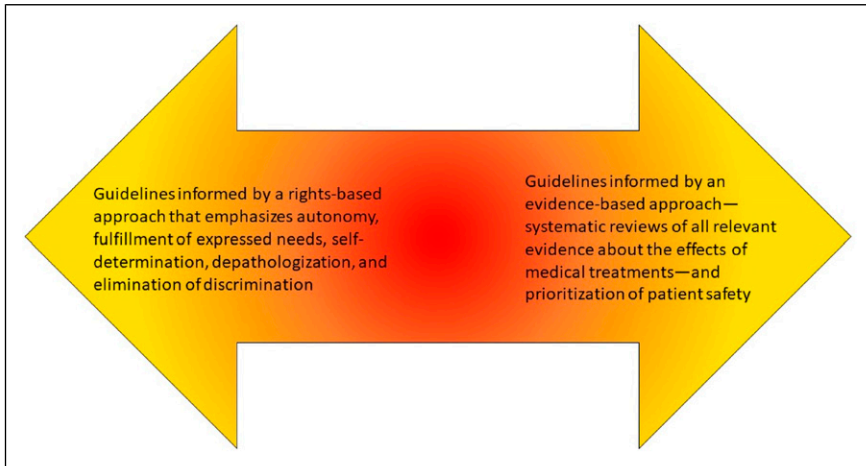 Guidelines informed by a rights-based
approach that emphasizes autonomy,
fulfillment of expressed needs, self-
determination, depathologization, and
elimination of discrimination
Guidelines informed by an
evidence-based approach—
systematic reviews of all relevant
evidence about the effects of
medical treatments—and
prioritization of patient safety